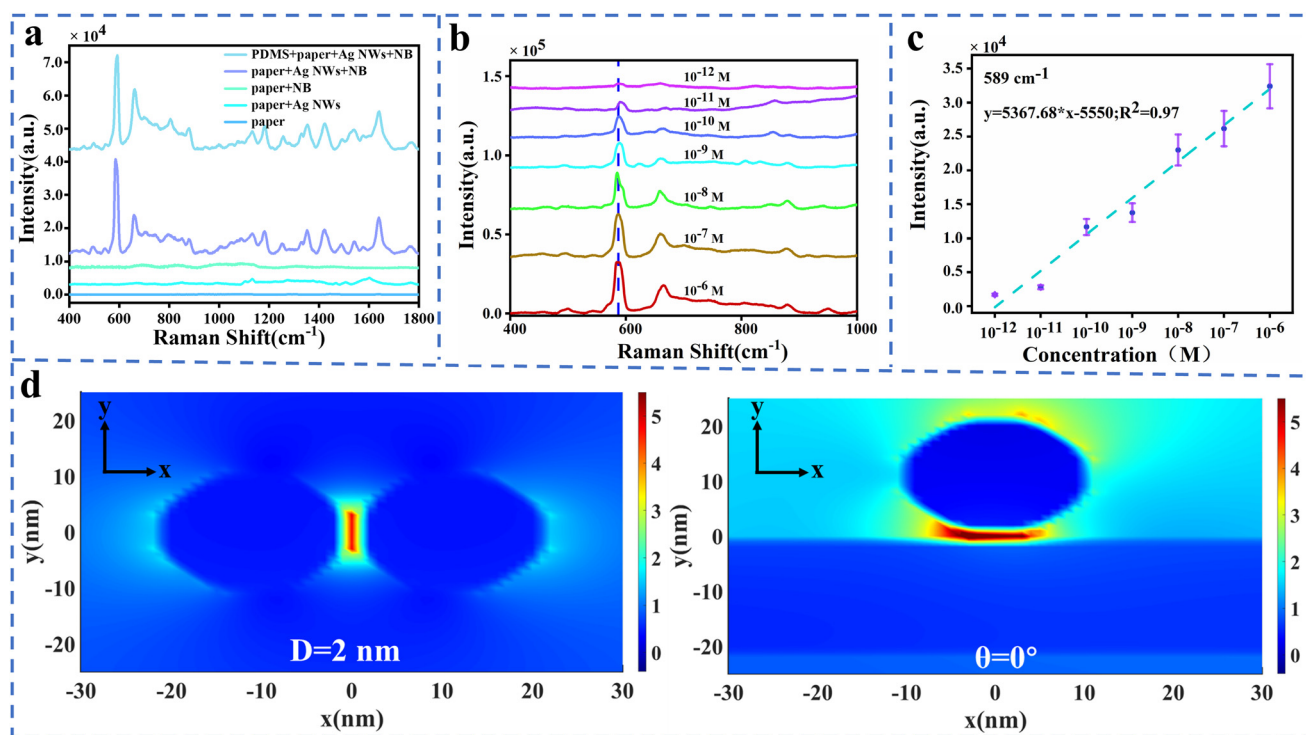 a
× 10⁴
PDMS+paper+Ag NWs+NB
paper+Ag NWs+NB
paper+NB
paper+Ag NWs
paper
7.0
6.0
5.0
4.0
3.0
2.0
1.0
0.0
Intensity(a.u.)
400 600 800 1000 1200 1400 1600 1800
Raman Shift(cm⁻¹)
b
× 10⁵
1.5
1.0
0.5
0.0
Intensity(a.u.)
10⁻¹² M
10⁻¹¹ M
10⁻¹⁰ M
10⁻⁹ M
10⁻⁸ M
10⁻⁷ M
10⁻⁶ M
400 600 800 1000
Raman Shift(cm⁻¹)
c
× 10⁴
3.5
3.0
2.5
2.0
1.5
1.0
0.5
0.0
Intensity(a.u.)
589 cm⁻¹
y=5367.68*x-5550;R²=0.97
10⁻¹² 10⁻¹¹ 10⁻¹⁰ 10⁻⁹ 10⁻⁸ 10⁻⁷ 10⁻⁶
Concentration（M）
d
y
x
20
10
0
-10
-20
y(nm)
D=2 nm
-30 -20 -10 0 10 20 30
x(nm)
5
4
3
2
1
0
y
x
20
10
0
-10
-20
y(nm)
θ=0°
-30 -20 -10 0 10 20 30
x(nm)
5
4
3
2
1
0